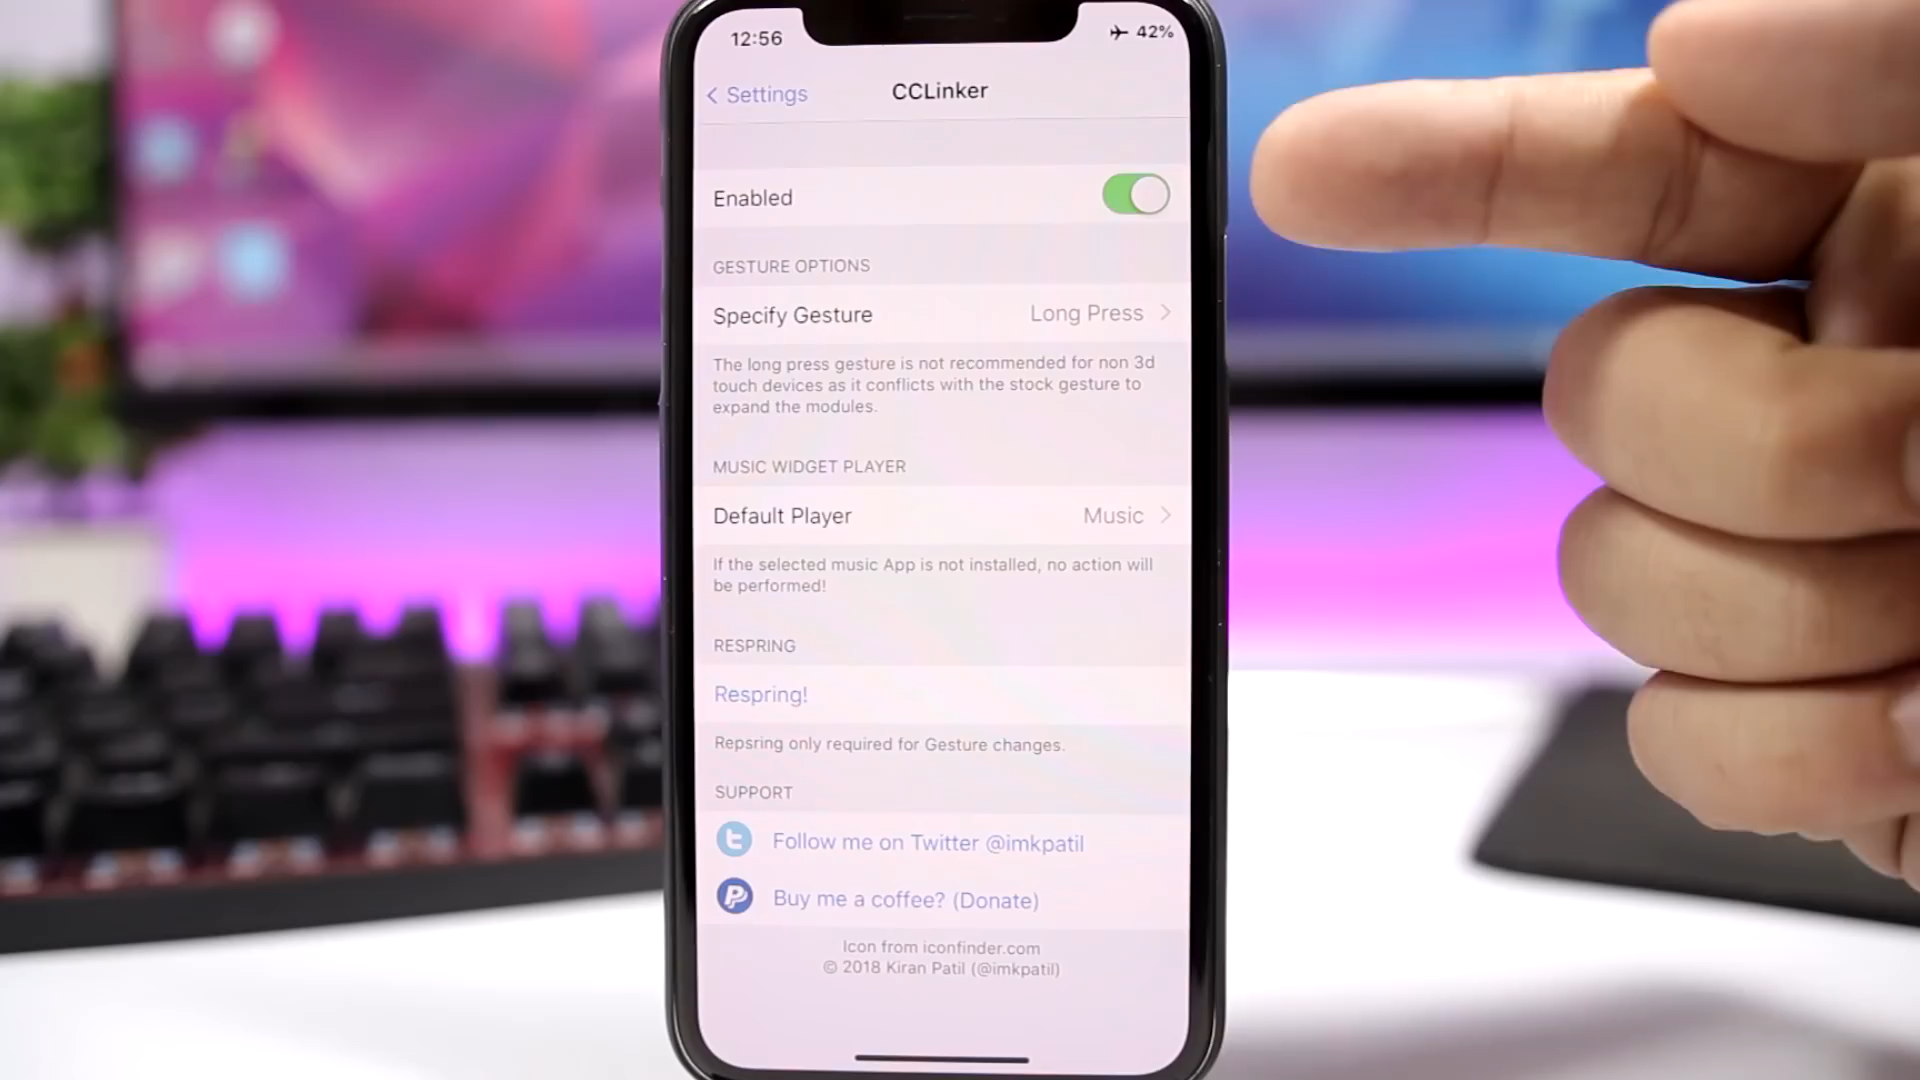 12:56
42%
Settings
CCLinker
Enabled
GESTURE OPTIONS
Specify Gesture
Long Press
The long press gesture is not recommended for non 3d
touch devices as it conflicts with the stock gesture to
expand the modules.
MUSIC WIDGET PLAYER
Default Player
Music
If the selected music App is not installed, no action will
be performed!
RESPRING
Respring!
Repsring only required for Gesture changes.
SUPPORT
Follow me on Twitter @imkpatil
Buy me a coffee? (Donate)
Icon from iconfinder.com
© 2018 Kiran Patil (@imkpatil)